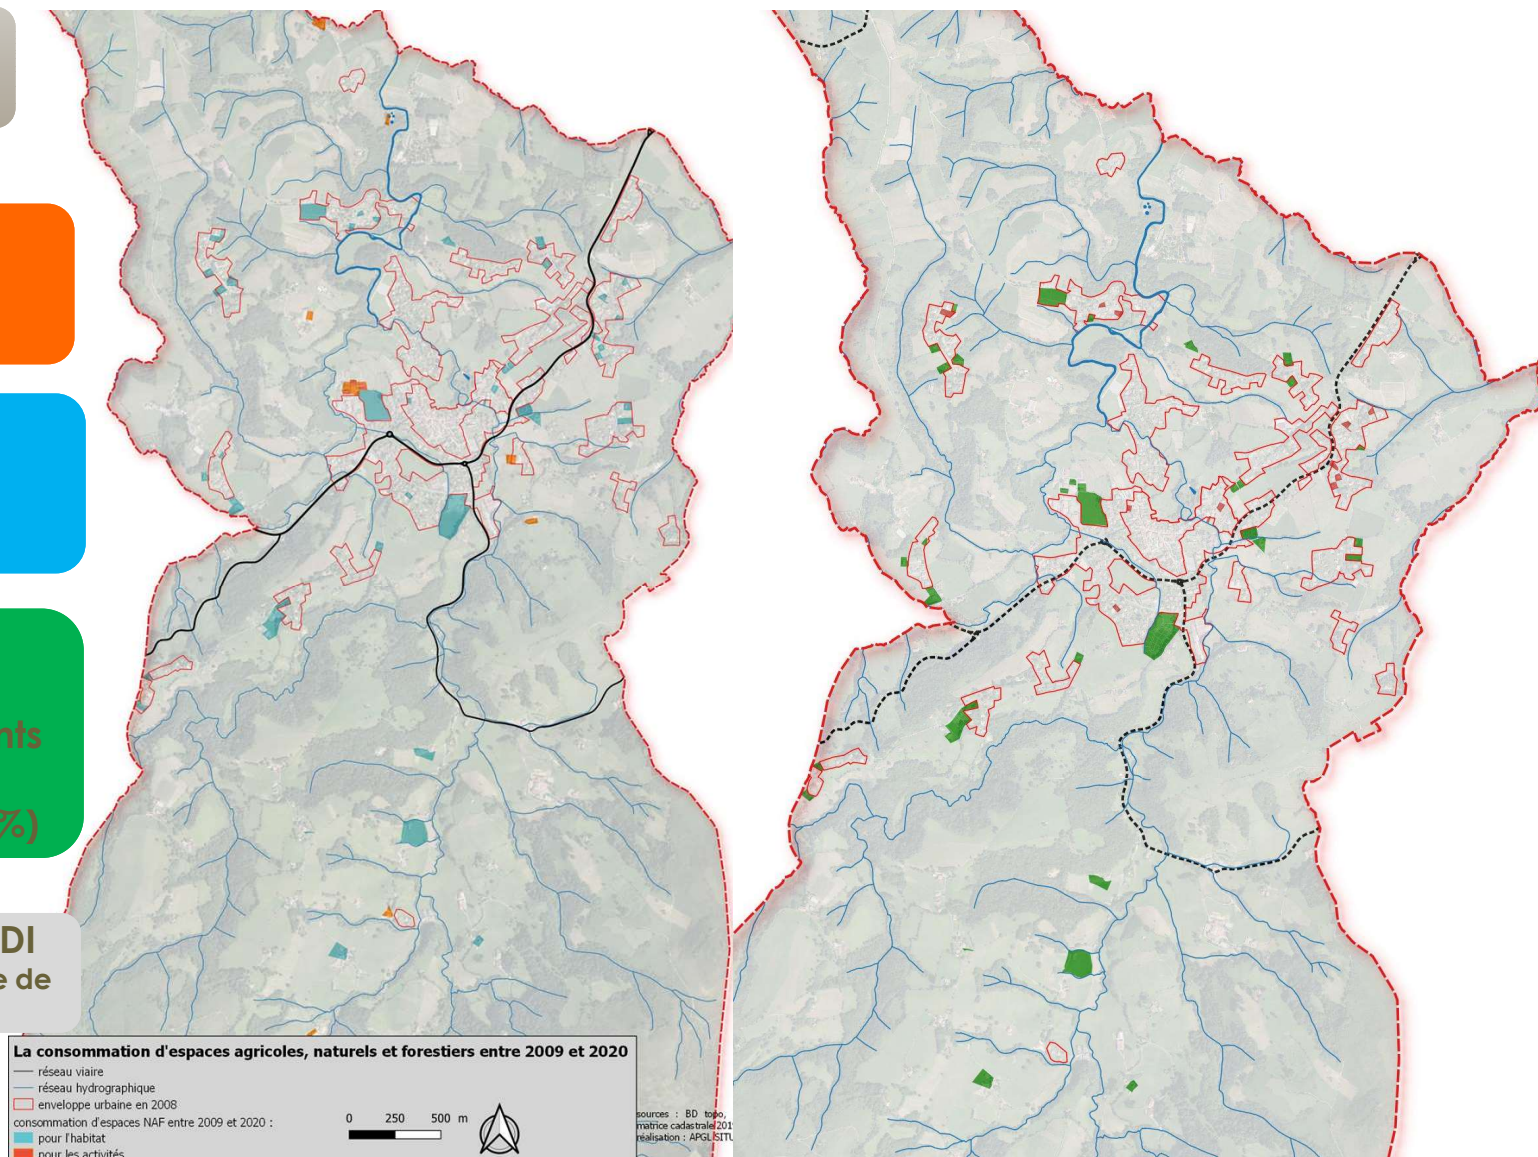 nts
%)
DI
e de
La consommation d'espaces agricoles, naturels et forestiers entre 2009 et 2020
réseau viaire
réseau hydrographique
enveloppe urbaine en 2008
consommation d'espaces NAF entre 2009 et 2020 :
pour l'habitat
pour les activités
0 250 500 m
sources : BD topo,
matrice cadastrale
réalisation : APGL